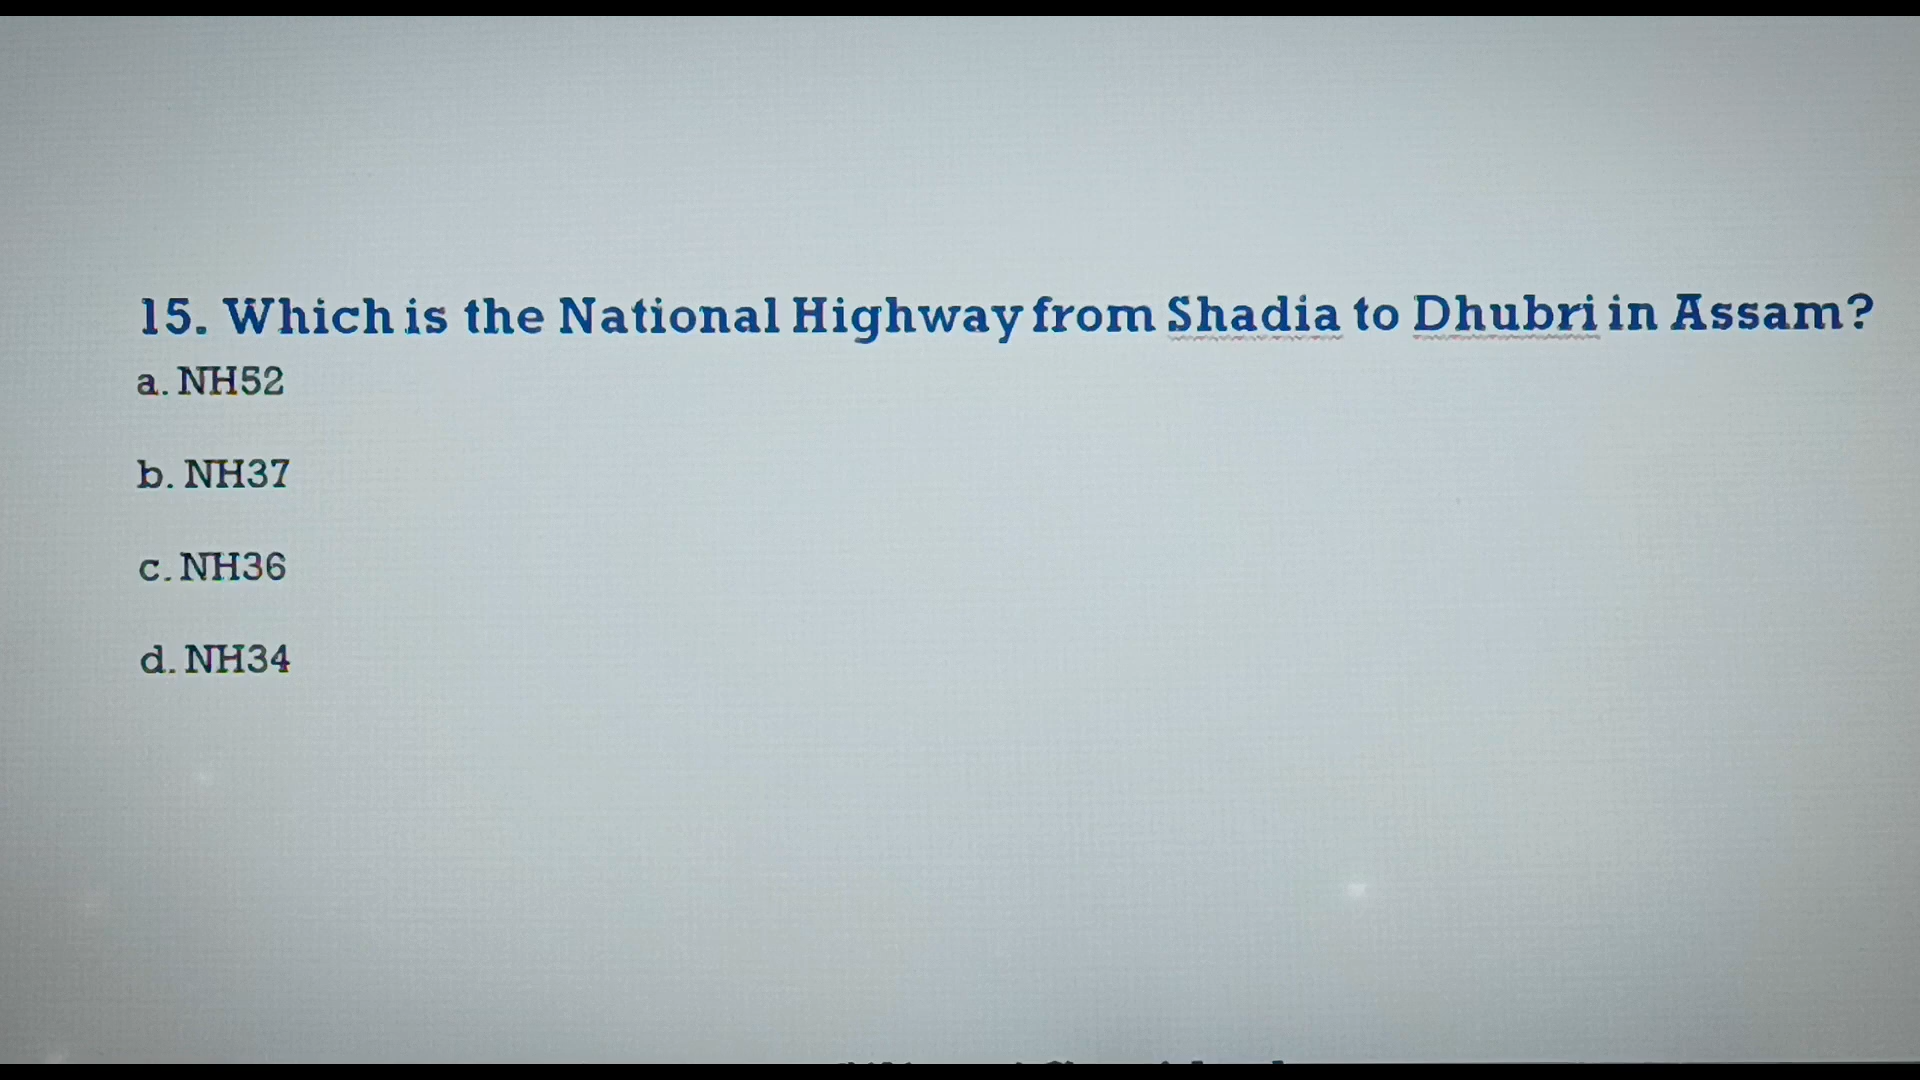 15. Which is the National Highway from Shadia to Dhubri in Assam?
a. NH52
b. NH37
c. NH36
d. NH34